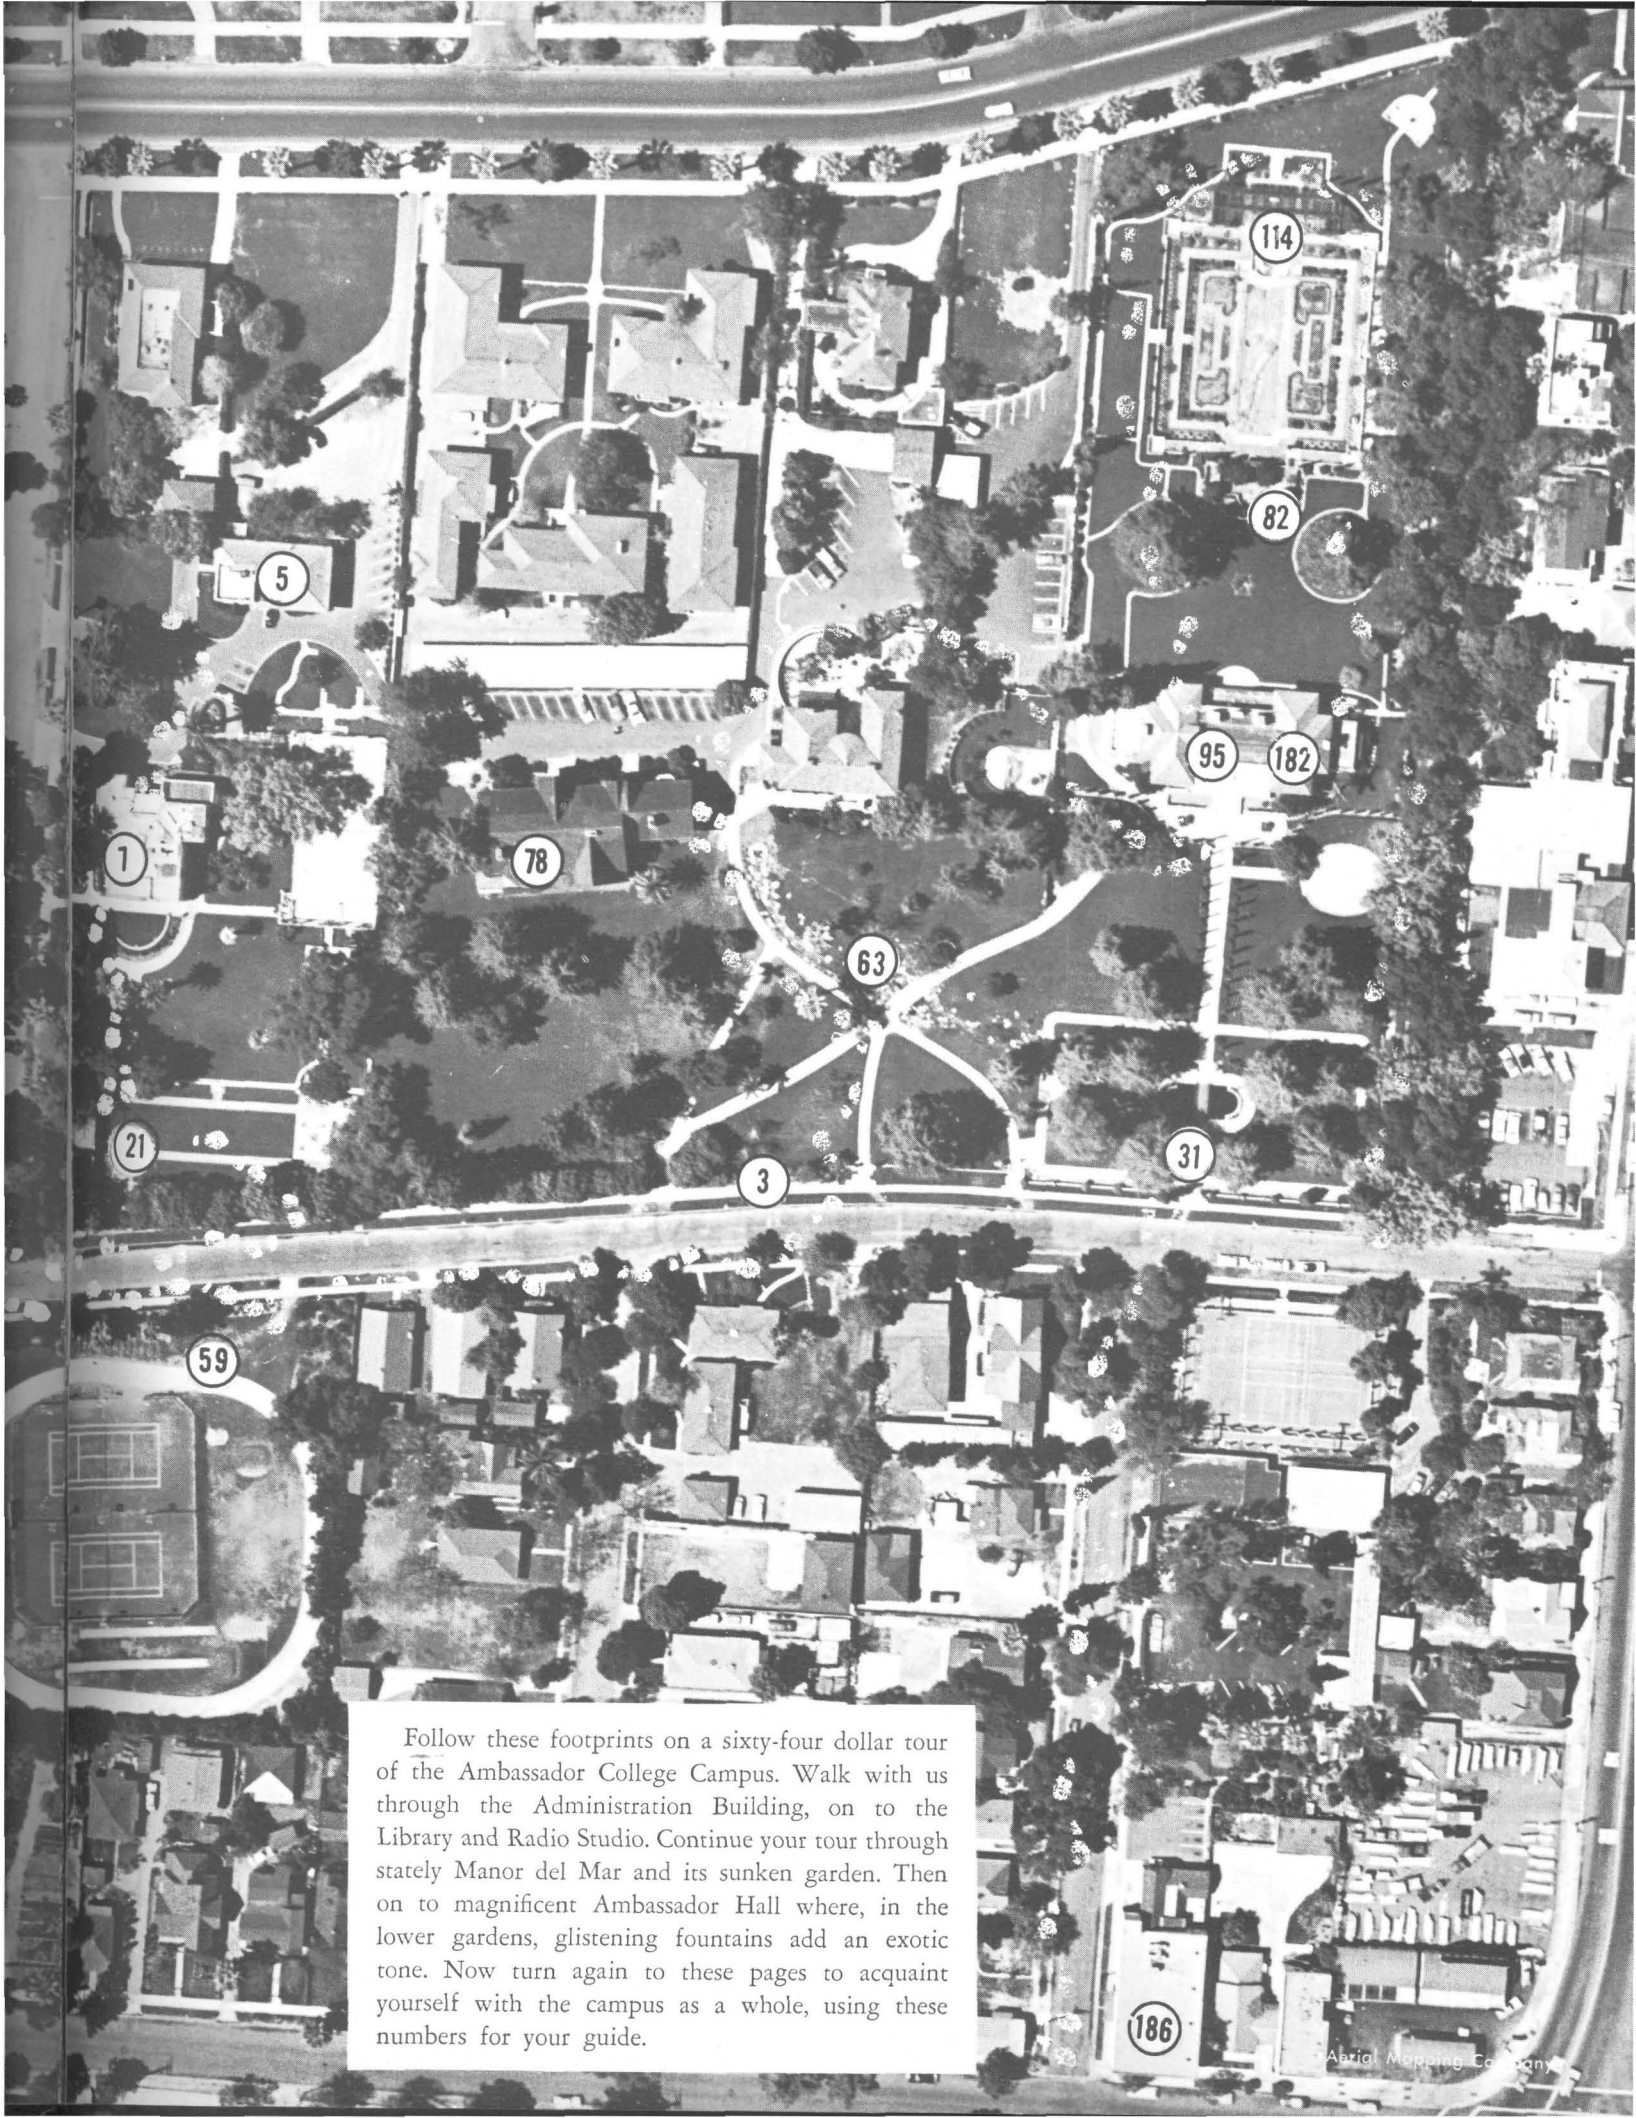 114
82
5
95
182
7
78
63
21
31
3
59
Follow these footprints on a sixty-four dollar tour
of the Ambassador College Campus. Walk with us
through the Administration Building, on to the
Library and Radio Studio. Continue your tour through
stately Manor del Mar and its sunken garden. Then
on to magnificent Ambassador Hall where, in the
lower gardens, glistening fountains add an exotic
tone. Now turn again to these pages to acquaint
yourself with the campus as a whole, using these
numbers for your guide.
186
Aerial Mapping Company